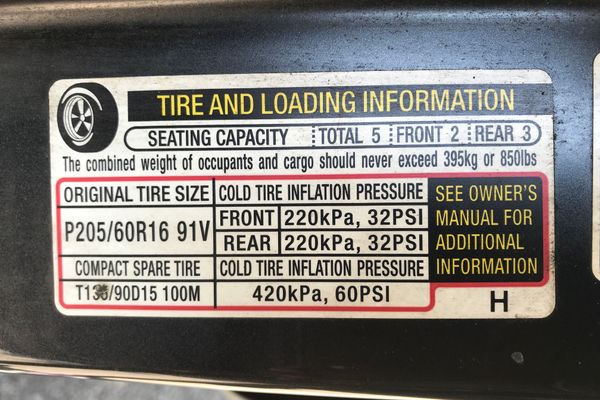 TIRE AND LOADING INFORMATION
SEATING CAPACITY TOTAL 5 FRONT 2 REAR 3
The combined weight of occupants and cargo should never exceed 395kg or 850lbs
ORIGINAL TIRE SIZE COLD TIRE INFLATION PRESSURE
P205/60R16 91V FRONT 220kPa, 32PSI
REAR 220kPa, 32PSI
COMPACT SPARE TIRE COLD TIRE INFLATION PRESSURE
/90D15 100M 420kPa, 60PSI
SEE OWNER'S
MANUAL FOR
ADDITIONAL
INFORMATION
H